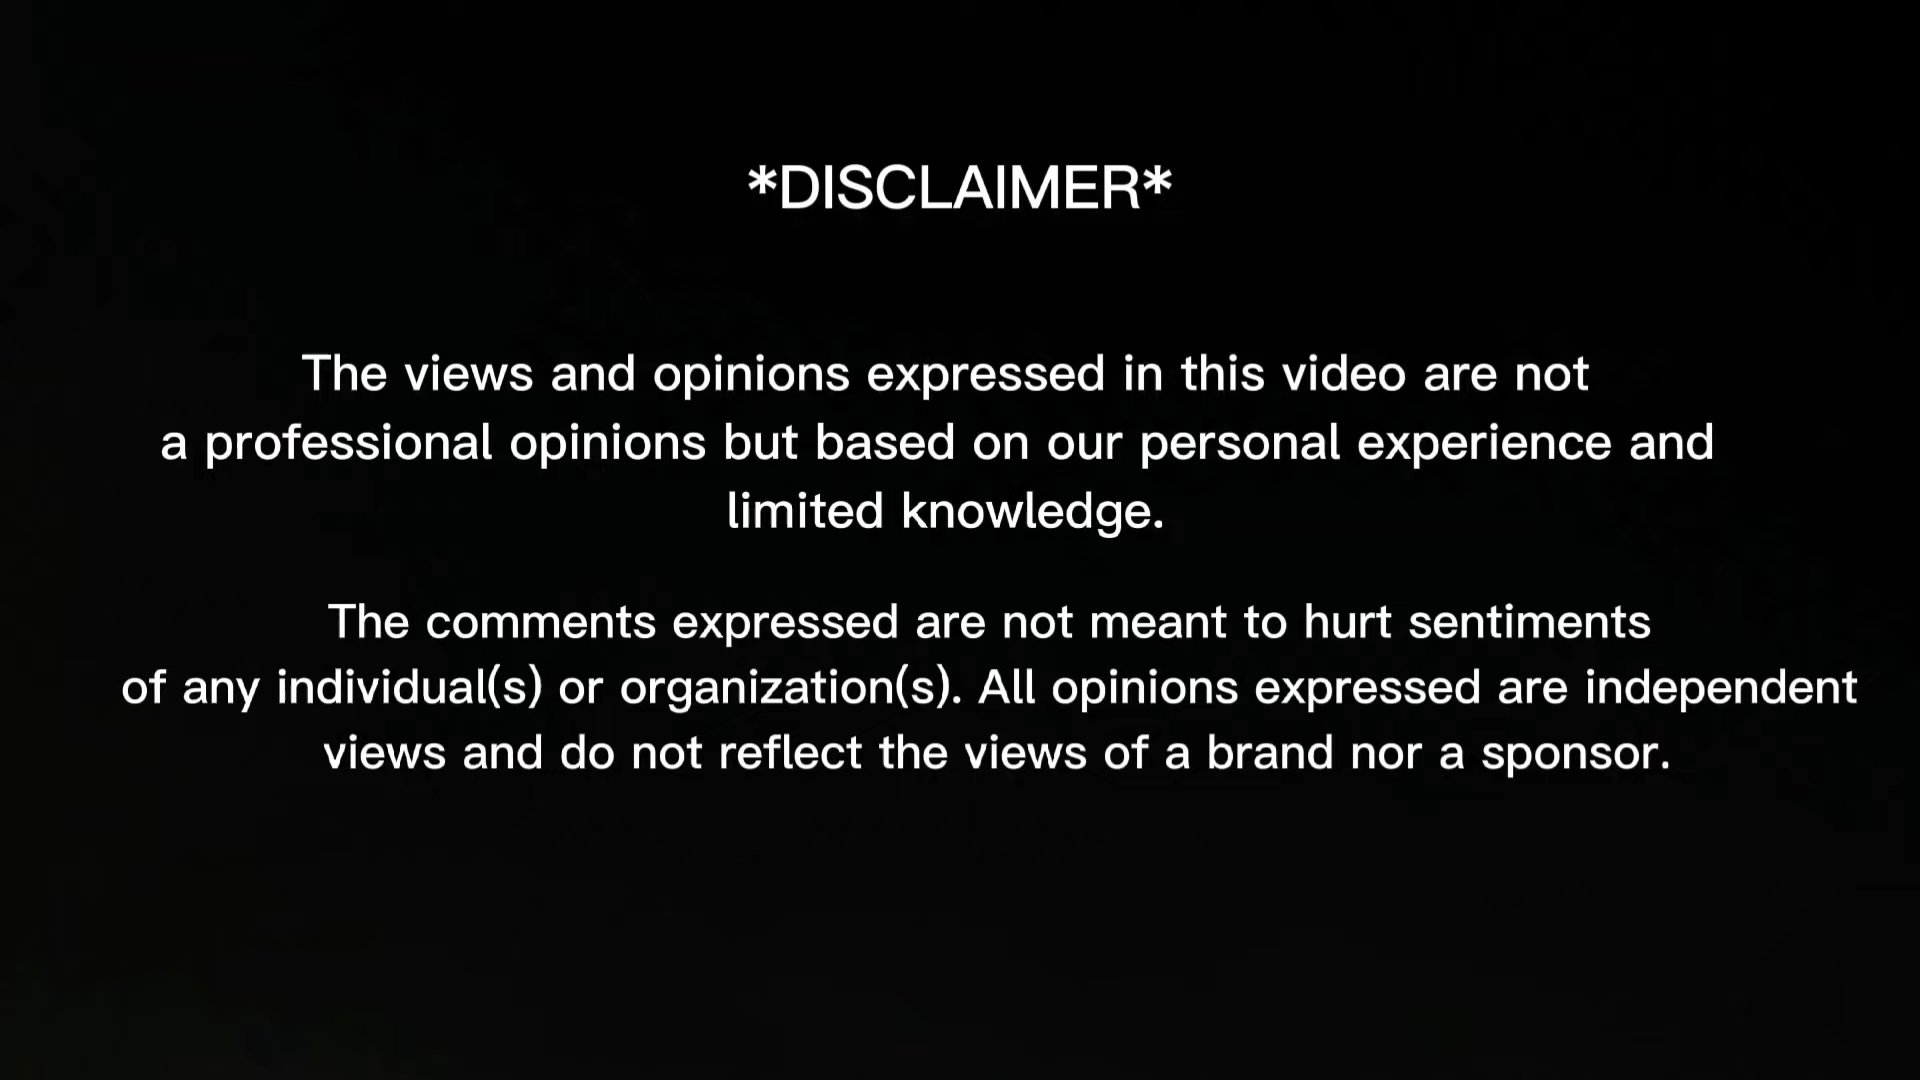 *DISCLAIMER*
The views and opinions expressed in this video are not
a professional opinions but based on our personal experience and
limited knowledge.
The comments expressed are not meant to hurt sentiments
of any individual(s) or organization(s). All opinions expressed are independent
views and do not reflect the views of a brand nor a sponsor.